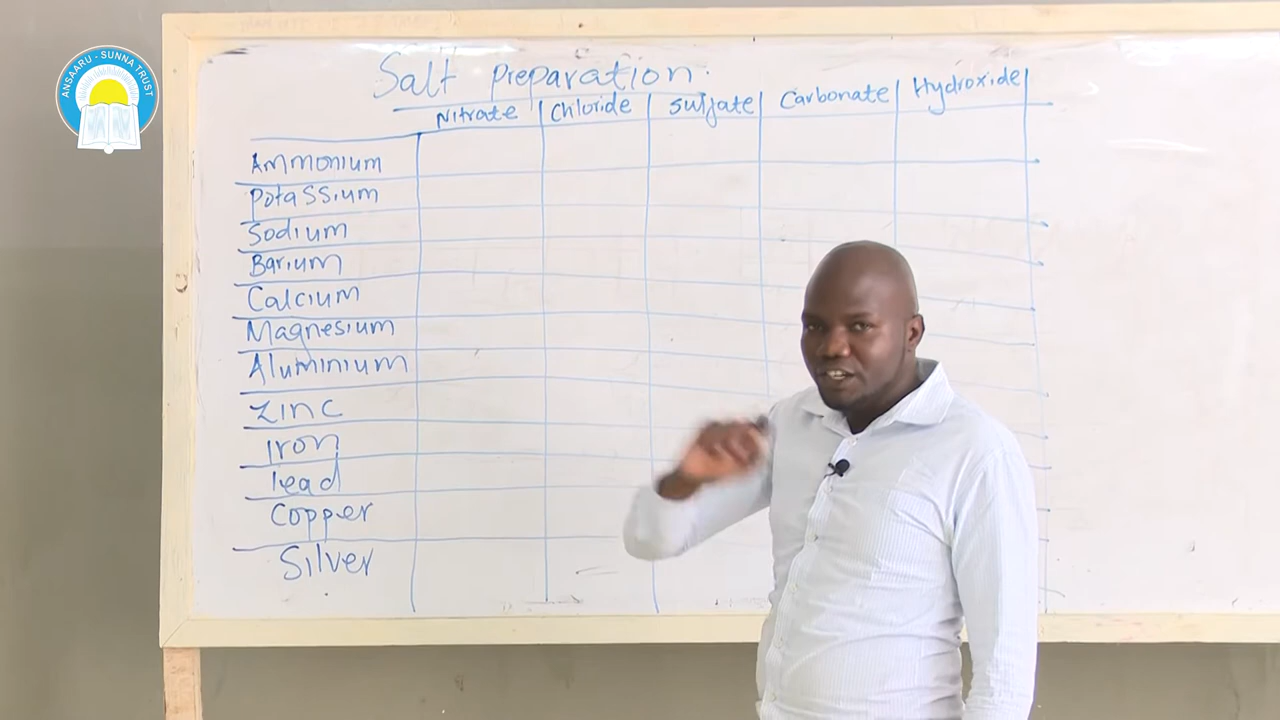 ANSAARU - SUNNA TRUST
Salt Preparation.
Nitrate Chloride Sulfate Carbonate Hydroxide
Ammonium
Potassium
Sodium
Barium
Calcium
Magnesium
Aluminium
Zinc
Iron
Lead
Copper
Silver